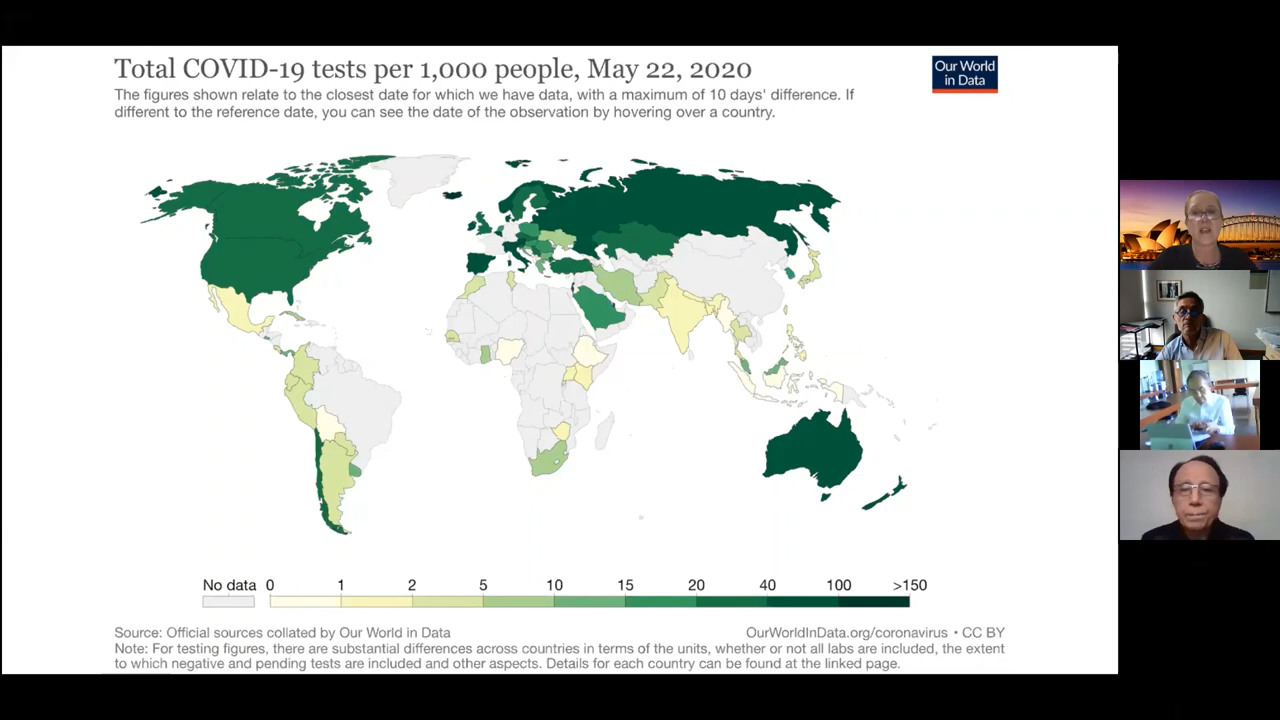 Total COVID-19 tests per 1,000 people, May 22, 2020
Our World
in Data
The figures shown relate to the closest date for which we have data, with a maximum of 10 days' difference. If
different to the reference date, you can see the date of the observation by hovering over a country.
No data 0 1 2 5 10 15 20 40 100 >150
Source: Official sources collated by Our World in Data
OurWorldInData.org/coronavirus • CC BY
Note: For testing figures, there are substantial differences across countries in terms of the units, whether or not all labs are included, the extent
to which negative and pending tests are included and other aspects. Details for each country can be found at the linked page.